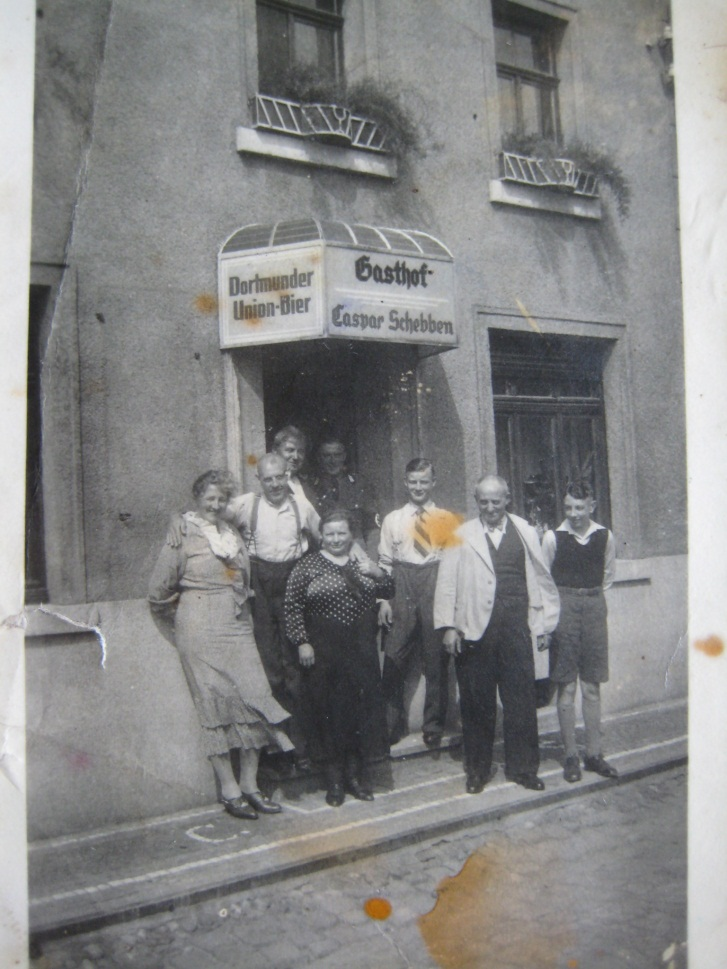 Dortmunder
Union-Bier
Gasthof-
Caspar Schebben